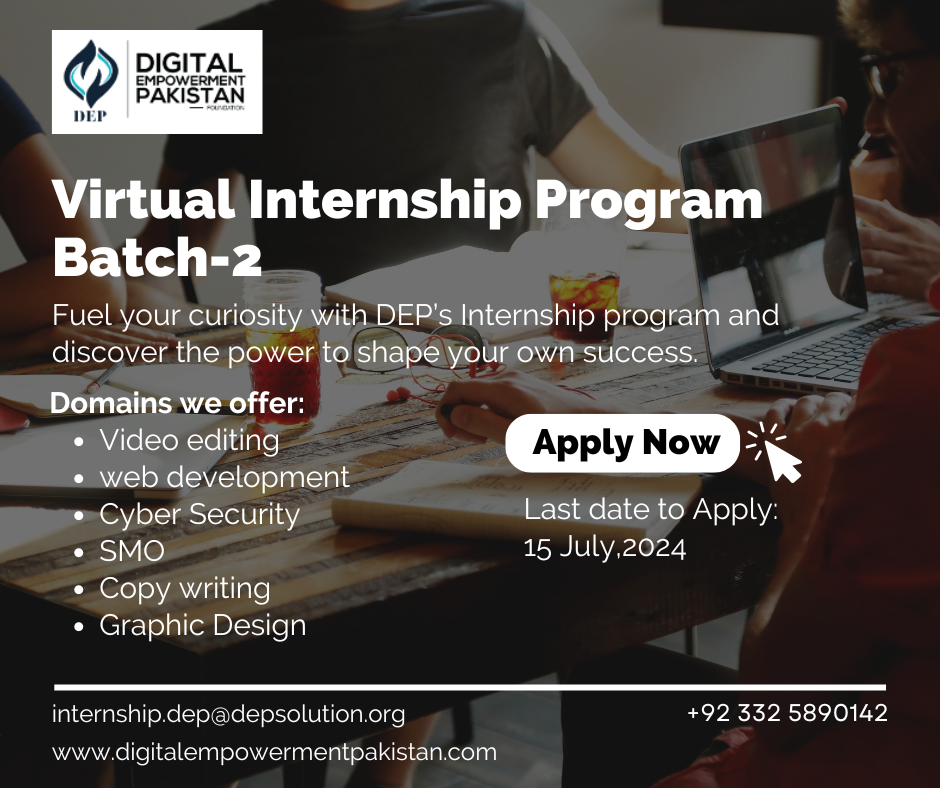 DIGITAL
EMPOWERMENT
PAKISTAN
FOUNDATION
DEP
Virtual Internship Program
Batch-2
Fuel your curiosity with DEP's Internship program and
discover the power to shape your own success.
Domains we offer:
• Video editing
• web development
• Cyber Security
• SMO
• Copy writing
• Graphic Design
Apply Now
Last date to Apply:
15 July,2024
internship.dep@depsolution.org
+92 332 5890142
www.digitalempowermentpakistan.com